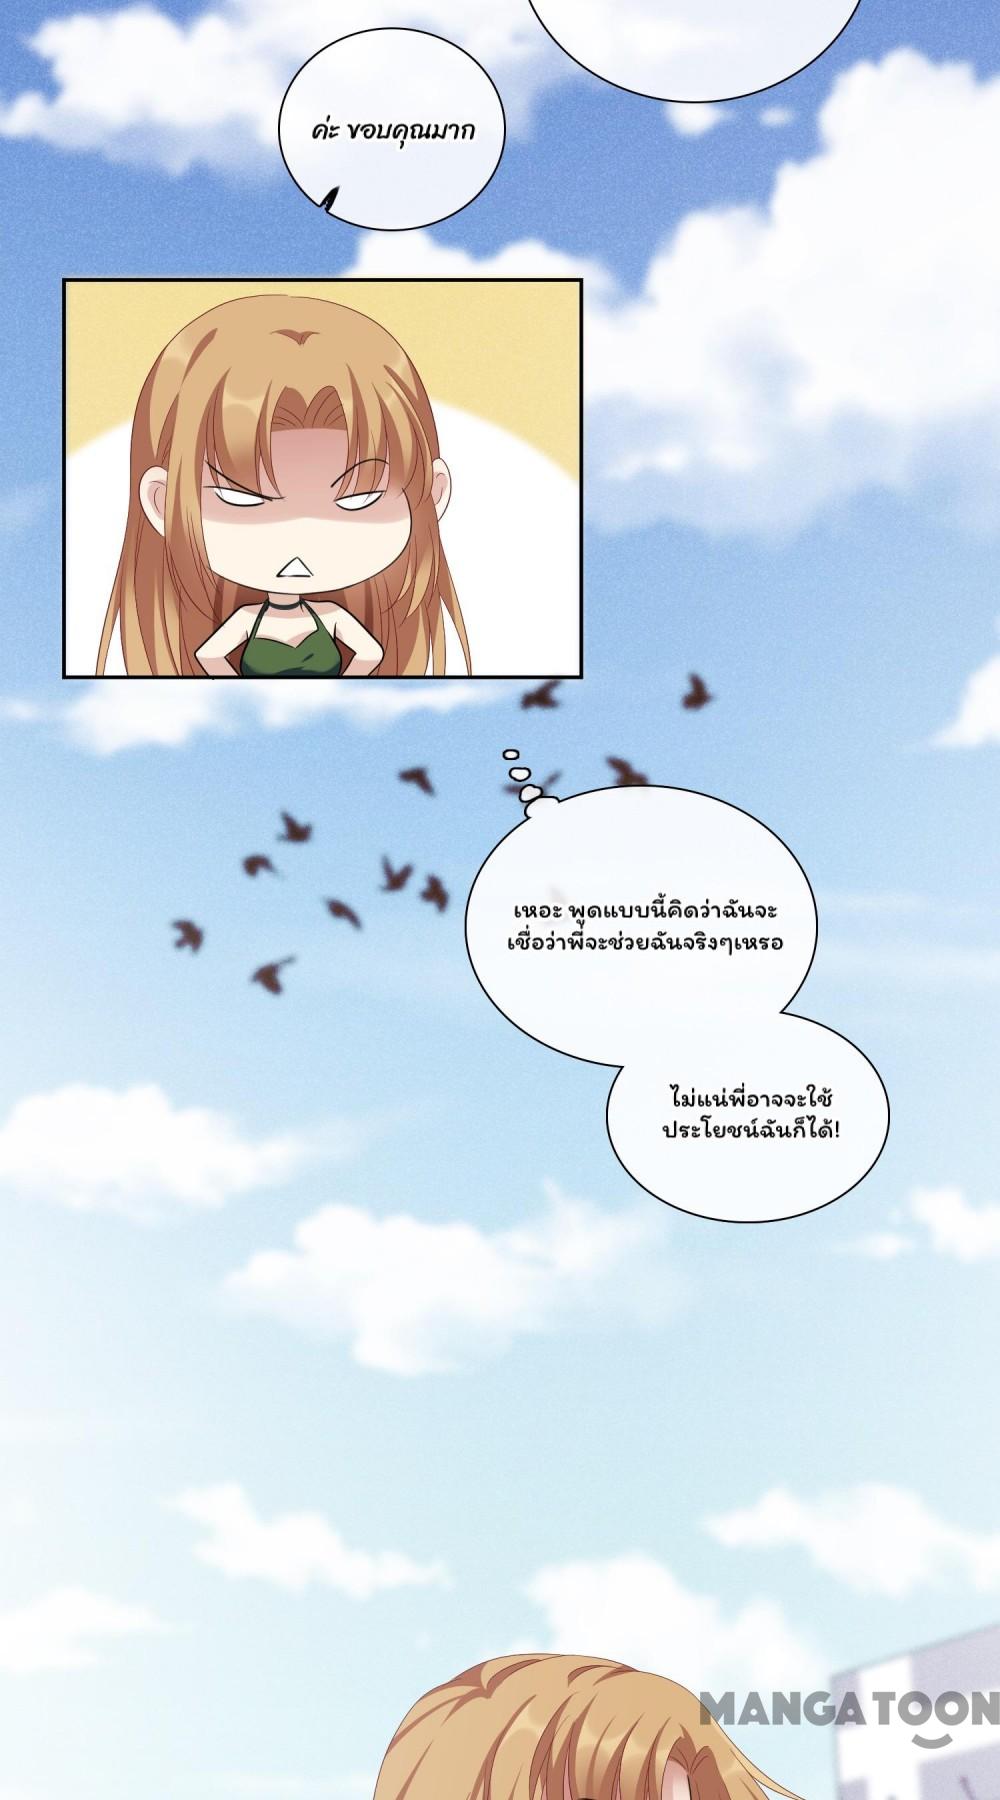 ค่ะ ขอบคุณมาก
เหอะ พูดแบบนี้คิดว่าฉันจะ
เชื่อว่าพี่จะช่วยฉันจริงๆเหรอ
ไม่แน่พี่อาจจะใช้
ประโยชน์ฉันก็ได้!
MANGATOON